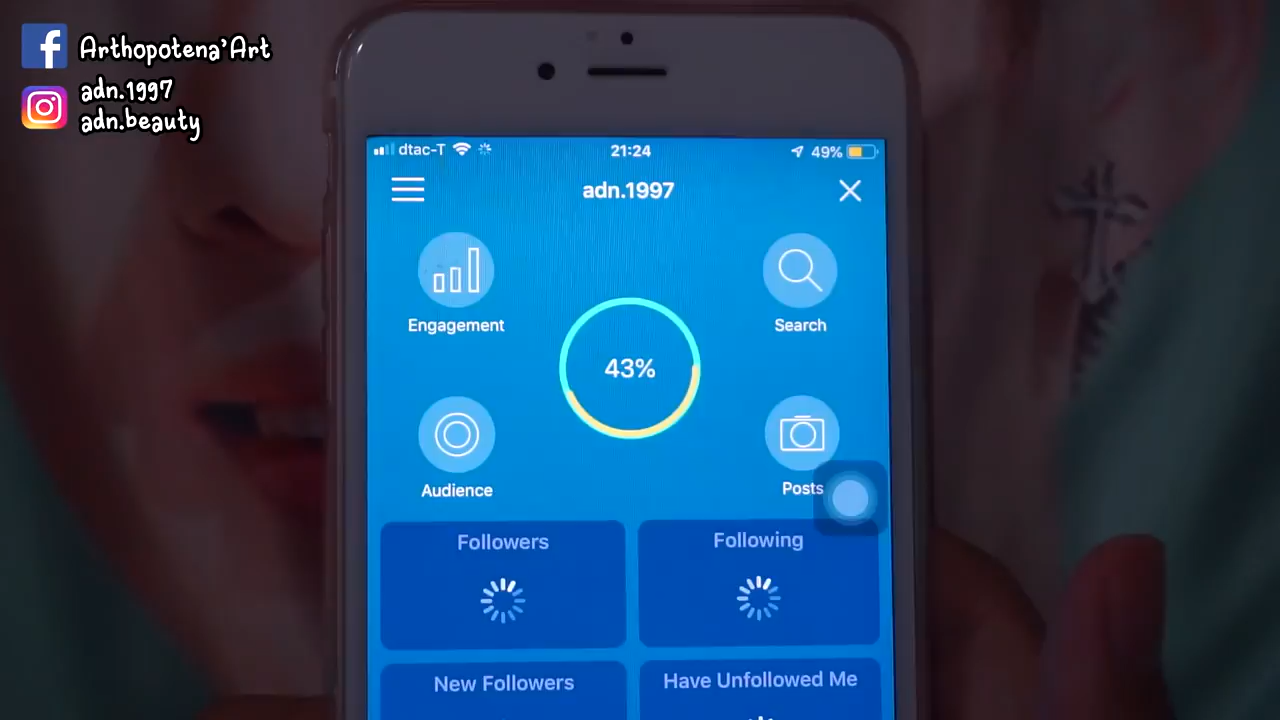 Arthopotena'Art
adn.1997
adn.beauty
dtac-T 21:24 49%
adn.1997
Engagement
Search
43%
Audience
Posts
Followers
Following
New Followers
Have Unfollowed Me